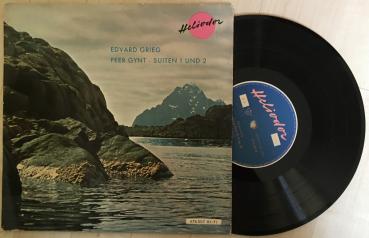 Heliodor
EDVARD GRIEG
PEER GYNT · SUITEN 1 UND 2
Heliodor